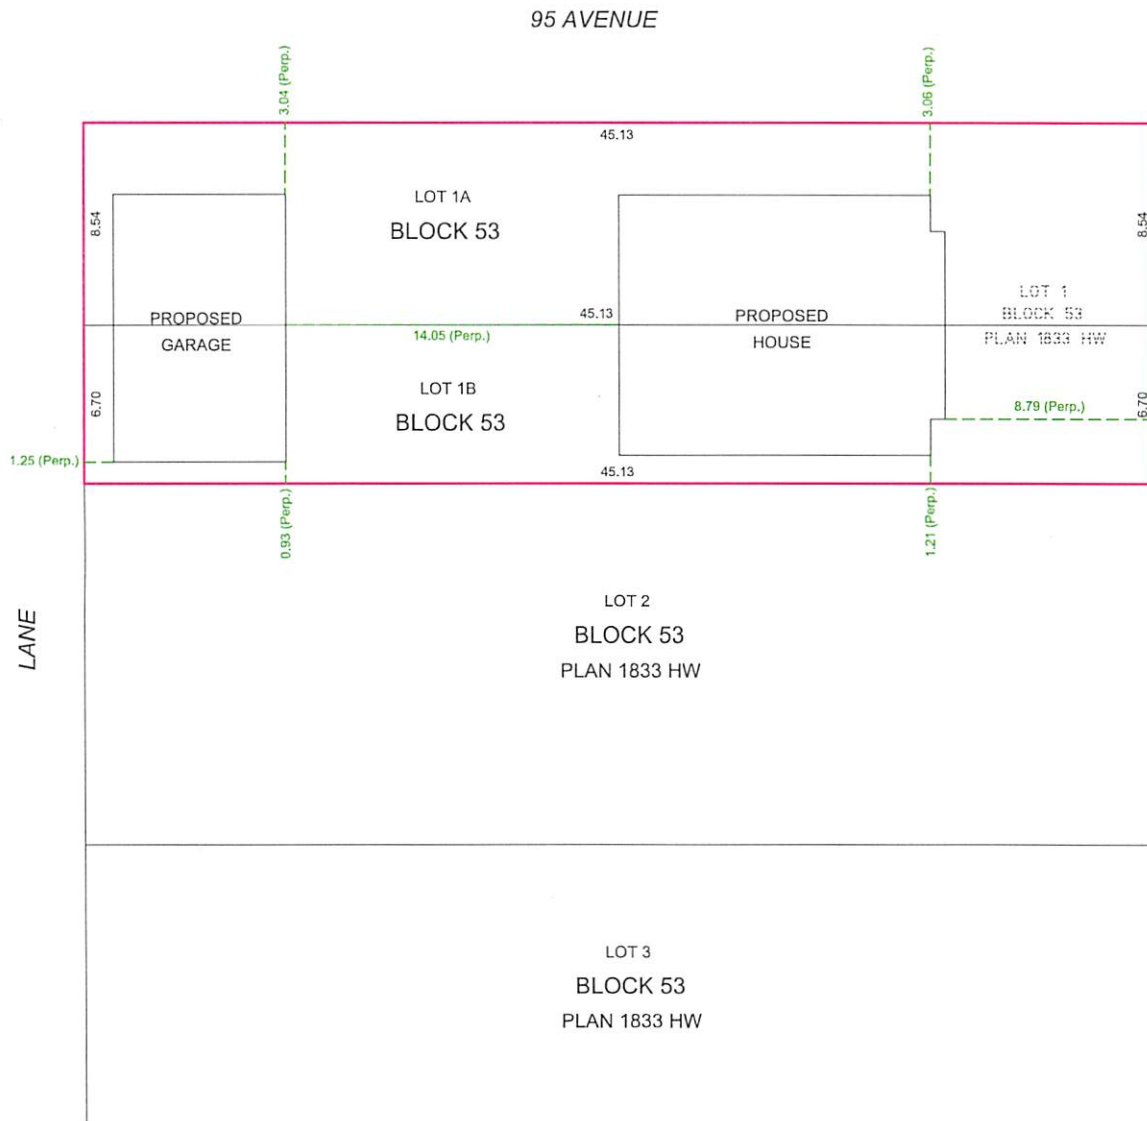 95 AVENUE
3.04 (Perp.)
3.06 (Perp.)
45.13
LOT 1A
BLOCK 53
8.54
8.54
LOT 1
BLOCK 53
PLAN 1833 HW
PROPOSED
GARAGE
45.13
14.05 (Perp.)
PROPOSED
HOUSE
LOT 1B
BLOCK 53
6.70
8.79 (Perp.)
6.70
1.25 (Perp.)
45.13
0.93 (Perp.)
1.21 (Perp.)
LANE
LOT 2
BLOCK 53
PLAN 1833 HW
LOT 3
BLOCK 53
PLAN 1833 HW